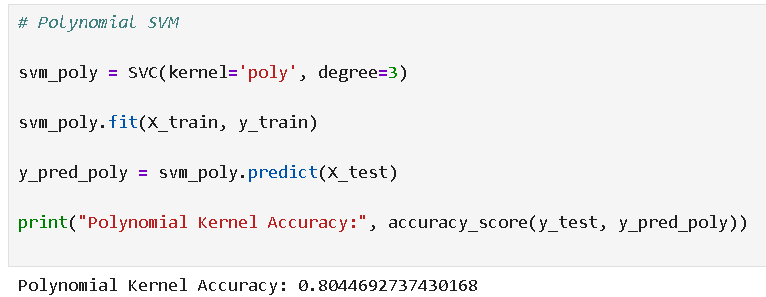 # Polynomial SVM
svm_poly = SVC(kernel='poly', degree=3)
svm_poly.fit(X_train, y_train)
y_pred_poly = svm_poly.predict(X_test)
print("Polynomial Kernel Accuracy:", accuracy_score(y_test, y_pred_poly))
Polynomial Kernel Accuracy: 0.8044692737430168